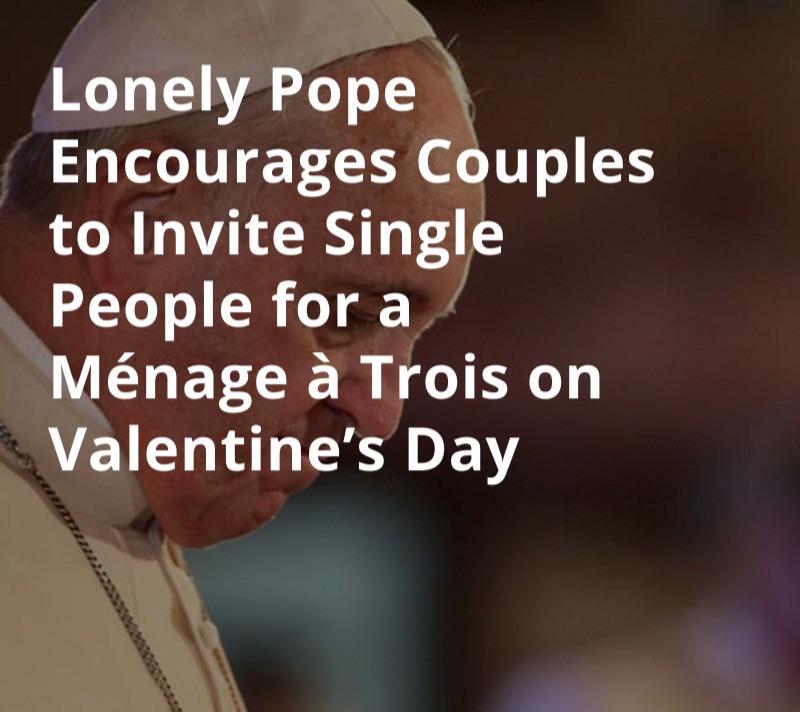 Lonely Pope
Encourages Couples
to Invite Single
People for a
Ménage à Trois on
Valentine’s Day